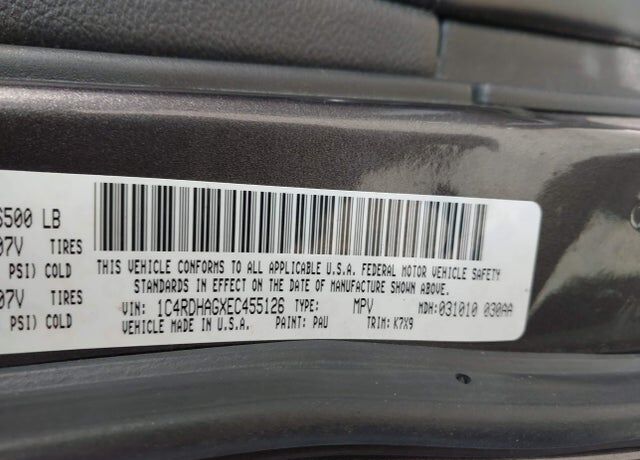 6500 LB
07V TIRES
PSI) COLD
07V TIRES
PSI) COLD
THIS VEHICLE CONFORMS TO ALL APPLICABLE U.S.A. FEDERAL MOTOR VEHICLE SAFETY
STANDARDS IN EFFECT ON THE DATE OF MANUFACTURE SHOWN ABOVE.
VIN: 1C4RDHAGXEC455126 TYPE: MPV MDH:031010 030AA
VEHICLE MADE IN U.S.A. PAINT: PAU TRIM: K7X9